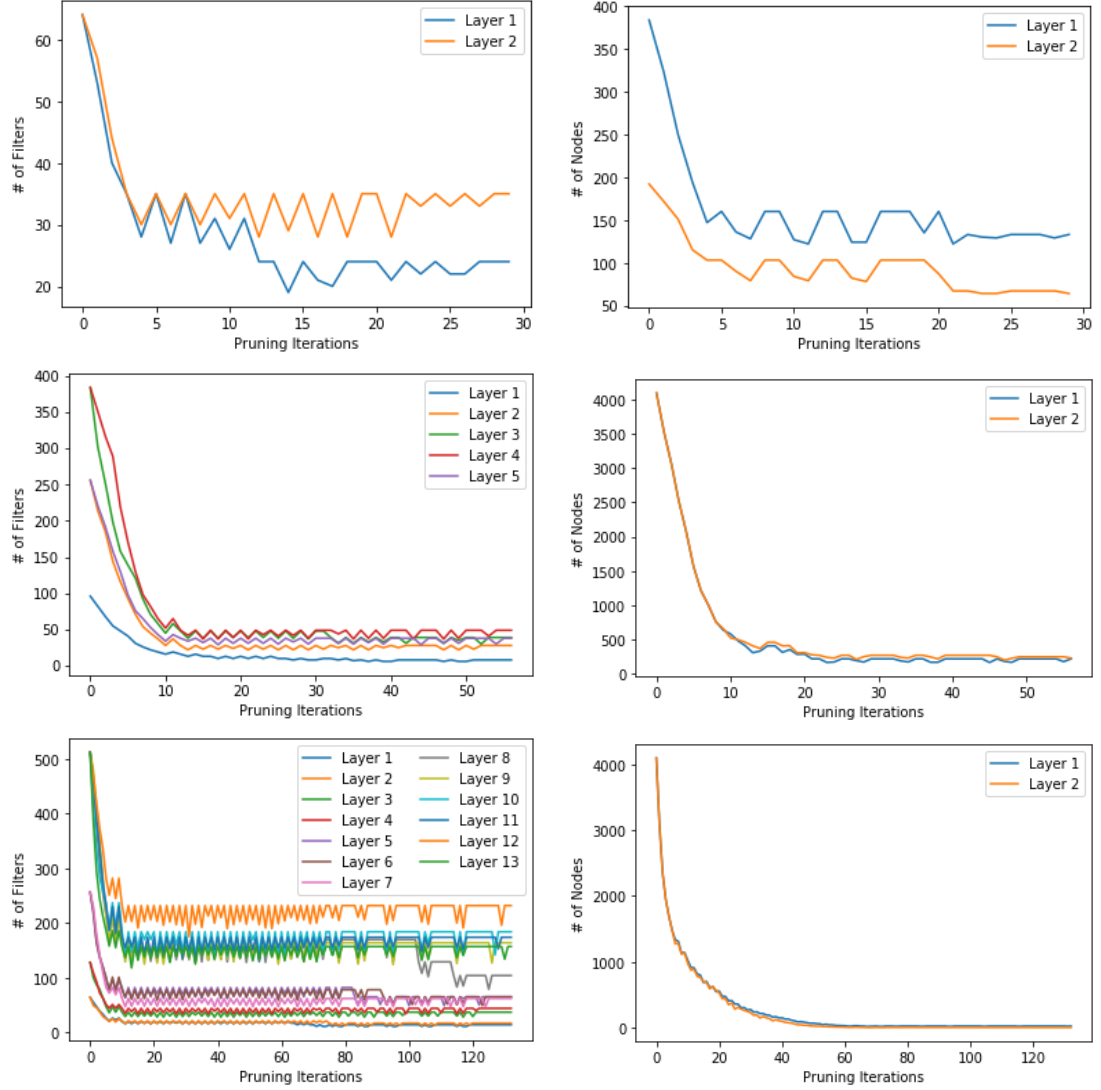 60
50
40
30
20
# of Filters
0 5 10 15 20 25 30
Pruning Iterations
Layer 1
Layer 2
400
350
300
250
200
150
100
50
# of Nodes
0 5 10 15 20 25 30
Pruning Iterations
Layer 1
Layer 2
400
350
300
250
200
150
100
50
0
# of Filters
0 10 20 30 40 50
Pruning Iterations
Layer 1
Layer 2
Layer 3
Layer 4
Layer 5
4000
3500
3000
2500
2000
1500
1000
500
0
# of Nodes
0 10 20 30 40 50
Pruning Iterations
Layer 1
Layer 2
500
400
300
200
100
0
# of Filters
0 20 40 60 80 100 120
Pruning Iterations
Layer 1
Layer 2
Layer 3
Layer 4
Layer 5
Layer 6
Layer 7
Layer 8
Layer 9
Layer 10
Layer 11
Layer 12
Layer 13
4000
3000
2000
1000
0
# of Nodes
0 20 40 60 80 100 120
Pruning Iterations
Layer 1
Layer 2